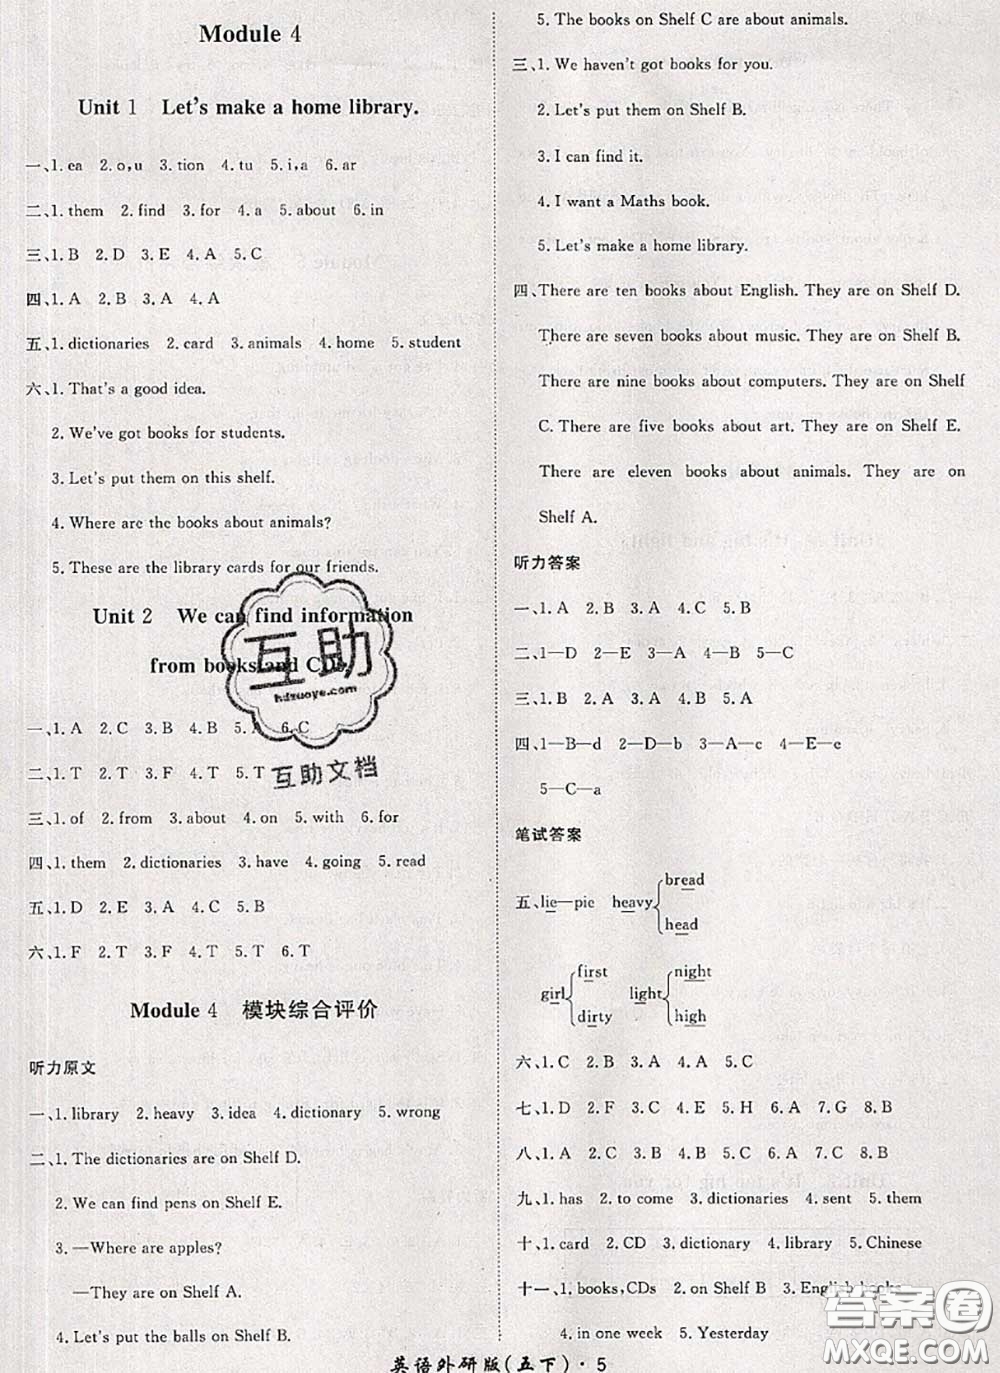 Module 4
Unit 1 Let's make a home library.
一、1. ea 2. o,u 3. tion 4. tu 5. i,a 6. ar
二、1. them 2. find 3. for 4. a 5. about 6. in
三、1. B 2. D 3. E 4. A 5. C
四、1. A 2. B 3. A 4. A
五、1. dictionaries 2. card 3. animals 4. home 5. student
六、1. That's a good idea.
2. We've got books for students.
3. Let's put them on this shelf.
4. Where are the books about animals?
5. These are the library cards for our friends.
Unit 2 We can find information
from books and CDs.
一、1. A 2. C 3. B 4. B 5. A 6. C
二、1. T 2. T 3. F 4. T 5. T
三、1. of 2. from 3. about 4. on 5. with 6. for
四、1. them 2. dictionaries 3. have 4. going 5. read
五、1. D 2. E 3. A 4. C 5. B
六、1. F 2. T 3. F 4. T 5. T 6. T
Module 4 模块综合评价
听力原文
一、1. library 2. heavy 3. idea 4. dictionary 5. wrong
二、1. The dictionaries are on Shelf D.
2. We can find pens on Shelf E.
3. —Where are apples?
—They are on Shelf A.
4. Let's put the balls on Shelf B.
5. The books on Shelf C are about animals.
三、1. We haven't got books for you.
2. Let's put them on Shelf B.
3. I can find it.
4. I want a Maths book.
5. Let's make a home library.
四、There are ten books about English. They are on Shelf D.
There are seven books about music. They are on Shelf B.
There are nine books about computers. They are on Shelf
C. There are five books about art. They are on Shelf E.
There are eleven books about animals. They are on
Shelf A.
听力答案
一、1. A 2. B 3. A 4. C 5. B
二、1—D 2—E 3—A 4—B 5—C
三、1. B 2. B 3. A 4. A 5. B
四、1—B—d 2—D—b 3—A—c 4—E—e
5—C—a
笔试答案
五、lie—pie heavy bread
head
girl first light night
dirty high
六、1. C 2. B 3. A 4. A 5. C
七、1. D 2. F 3. C 4. E 5. H 6. A 7. G 8. B
八、1. C 2. B 3. A 4. C 5. A 6. C 7. A 8. B
九、1. has 2. to come 3. dictionaries 4. sent 5. them
十、1. card 2. CD 3. dictionary 4. library 5. Chinese
十一、1. books, CDs 2. on Shelf B 3. English books
4. in one week 5. Yesterday
英语外研版(五下)·5
互助
hdzuoye.com
互助文档
答案卷
MXQE.COM